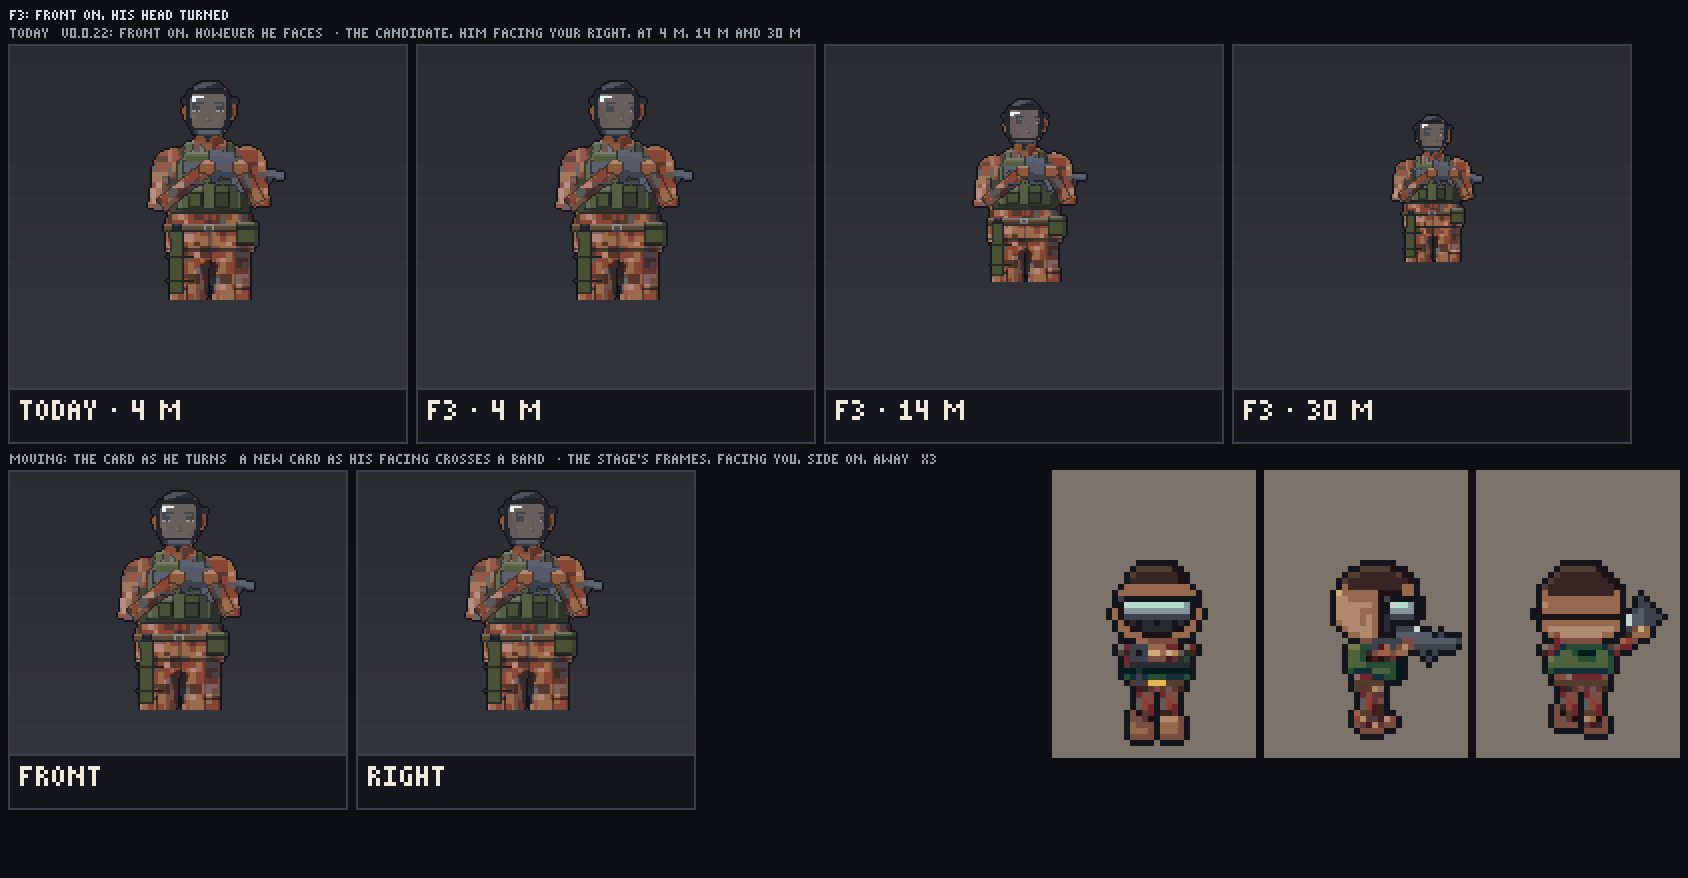 F3: FRONT ON, HIS HEAD TURNED
TODAY V0.0.22: FRONT ON, HOWEVER HE FACES · THE CANDIDATE, HIM FACING YOUR RIGHT, AT 4 M, 14 M AND 30 M
TODAY · 4 M
F3 · 4 M
F3 · 14 M
F3 · 30 M
MOVING: THE CARD AS HE TURNS A NEW CARD AS HIS FACING CROSSES A BAND · THE STAGE'S FRAMES, FACING YOU, SIDE ON, AWAY X3
FRONT
RIGHT